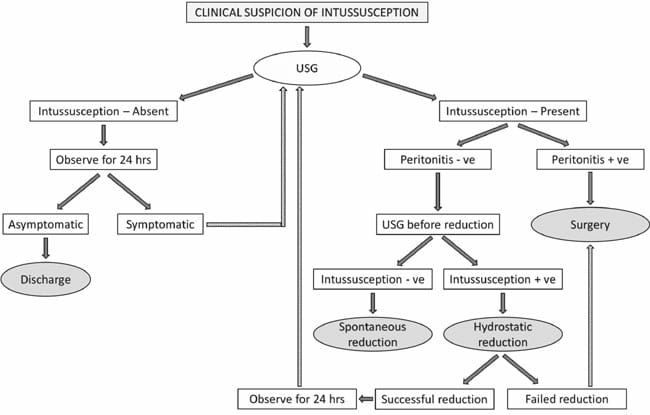 CLINICAL SUSPICION OF INTUSSUSCEPTION
USG
Intussusception – Absent
Intussusception – Present
Observe for 24 hrs
Peritonitis - ve
Peritonitis + ve
Asymptomatic
Symptomatic
USG before reduction
Surgery
Discharge
Intussusception - ve
Intussusception + ve
Spontaneous
reduction
Hydrostatic
reduction
Observe for 24 hrs
Successful reduction
Failed reduction